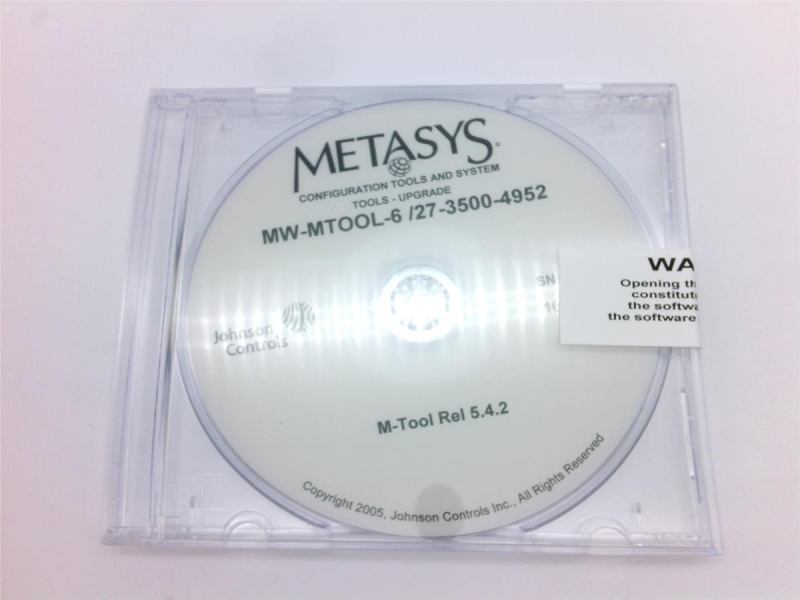 METASYS®
CONFIGURATION TOOLS AND SYSTEM
TOOLS - UPGRADE
MW-MTOOL-6 /27-3500-4952
SN
Johnson
Controls
WA
Opening th
constitut
the softwa
the software
M-Tool Rel 5.4.2
Copyright 2005, Johnson Controls Inc., All Rights Reserved